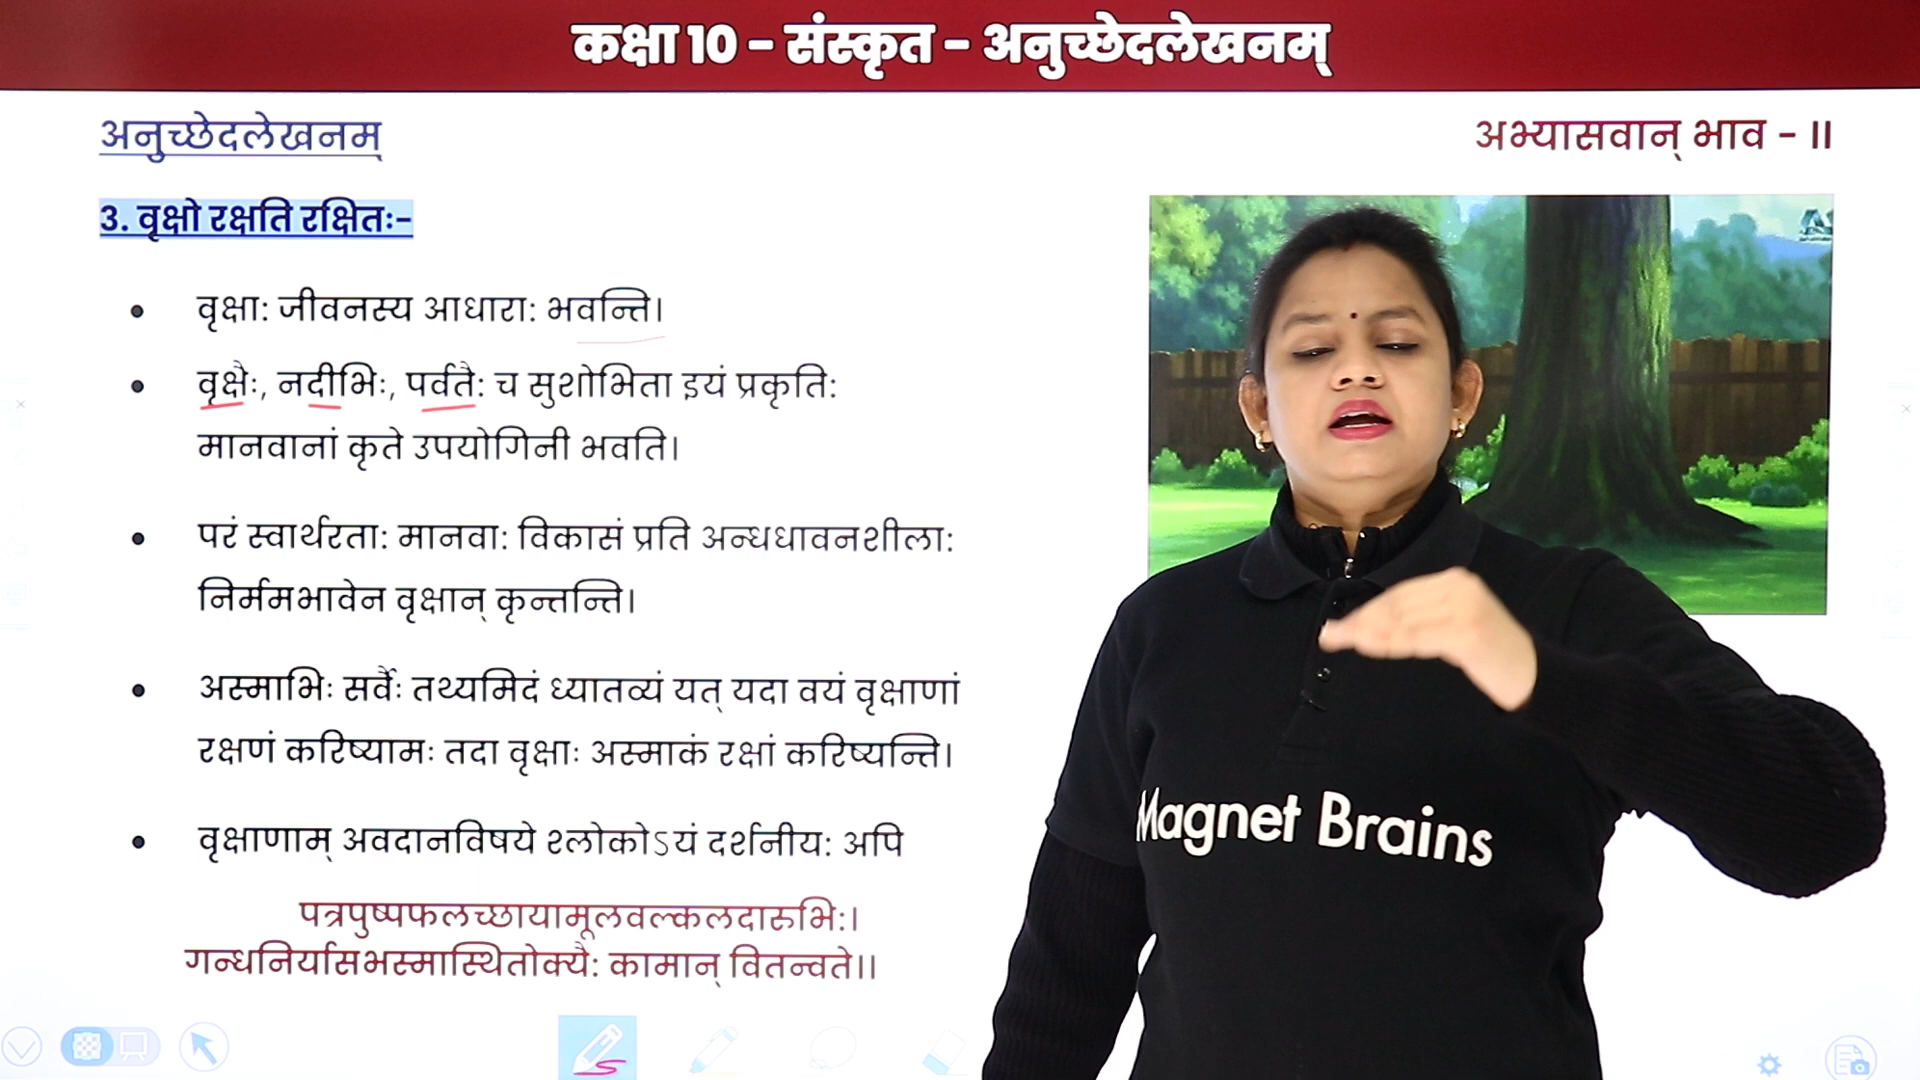 कक्षा 10 - संस्कृत - अनुच्छेदलेखनम्
अनुच्छेदलेखनम्
अभ्यासवान् भाव - II
3. वृक्षो रक्षति रक्षितः-
• वृक्षाः जीवनस्य आधाराः भवन्ति।
• वृक्षैः, नदीभिः, पर्वतैः च सुशोभिता इयं प्रकृतिः
मानवानां कृते उपयोगिनी भवति।
• परं स्वार्थरताः मानवाः विकासं प्रति अन्धधावनशीलाः
निर्ममभावेन वृक्षान् कृन्तन्ति।
• अस्माभिः सर्वैः तथ्यमिदं ध्यातव्यं यत् यदा वयं वृक्षाणां
रक्षणं करिष्यामः तदा वृक्षाः अस्माकं रक्षां करिष्यन्ति।
• वृक्षाणाम् अवदानविषये श्लोकोऽयं दर्शनीयः अपि
पत्रपुष्पफलच्छायामूलवल्कलदारुभिः।
गन्धनिर्यासभस्मास्थितोक्यैः कामान् वितन्वते।।
Magnet Brains